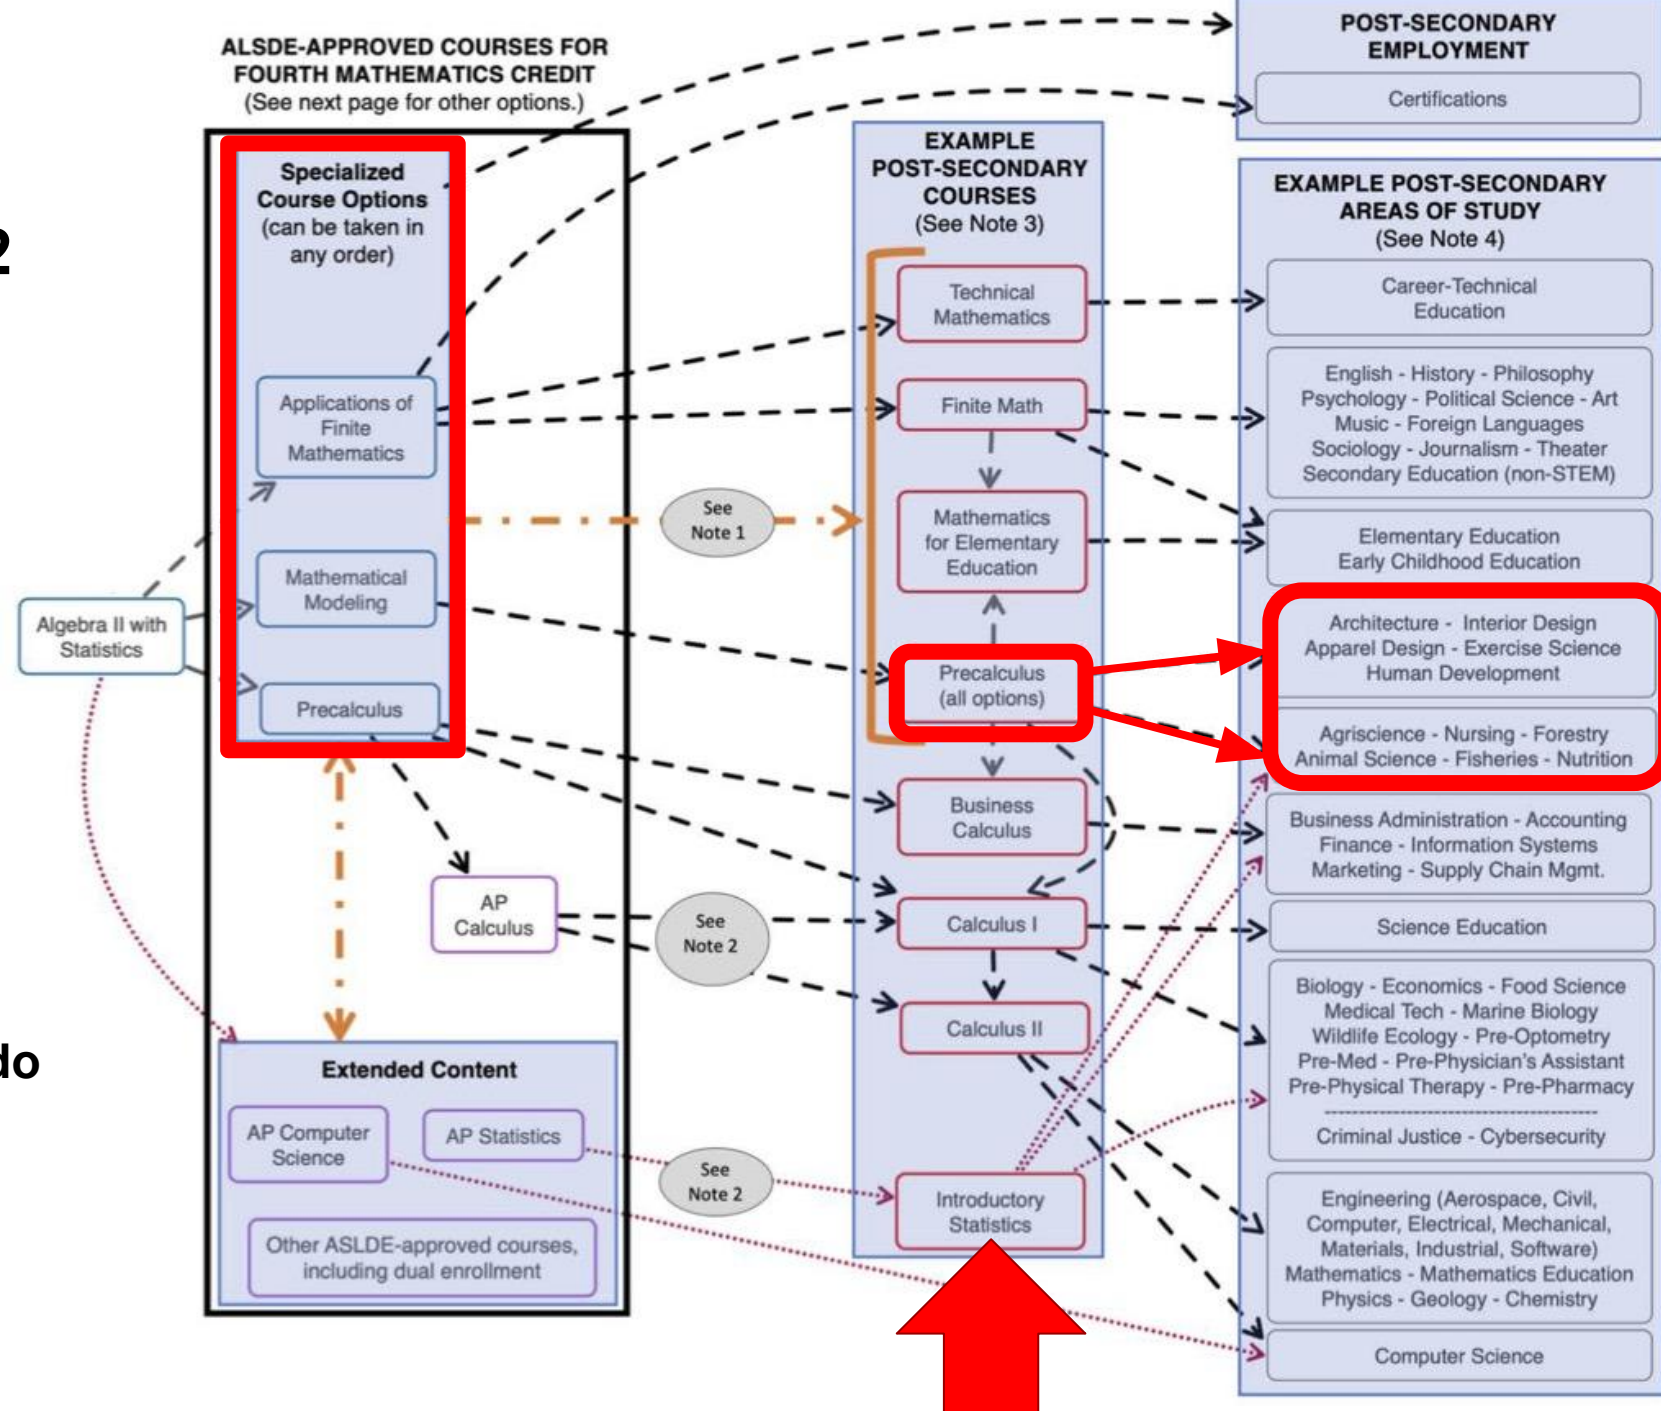 2
do
ALSDE-APPROVED COURSES FOR
FOURTH MATHEMATICS CREDIT
(See next page for other options.)
Specialized
Course Options
(can be taken in
any order)
Applications of
Finite
Mathematics
Mathematical
Modeling
Precalculus
Algebra II with
Statistics
AP
Calculus
Extended Content
AP Computer
Science
AP Statistics
Other ASLDE-approved courses,
including dual enrollment
See
Note 1
See
Note 2
See
Note 2
EXAMPLE
POST-SECONDARY
COURSES
(See Note 3)
Technical
Mathematics
Finite Math
Mathematics
for Elementary
Education
Precalculus
(all options)
Business
Calculus
Calculus I
Calculus II
Introductory
Statistics
POST-SECONDARY
EMPLOYMENT
Certifications
EXAMPLE POST-SECONDARY
AREAS OF STUDY
(See Note 4)
Career-Technical
Education
English - History - Philosophy
Psychology - Political Science - Art
Music - Foreign Languages
Sociology - Journalism - Theater
Secondary Education (non-STEM)
Elementary Education
Early Childhood Education
Architecture - Interior Design
Apparel Design - Exercise Science
Human Development
Agriscience - Nursing - Forestry
Animal Science - Fisheries - Nutrition
Business Administration - Accounting
Finance - Information Systems
Marketing - Supply Chain Mgmt.
Science Education
Biology - Economics - Food Science
Medical Tech - Marine Biology
Wildlife Ecology - Pre-Optometry
Pre-Med - Pre-Physician's Assistant
Pre-Physical Therapy - Pre-Pharmacy
Criminal Justice - Cybersecurity
Engineering (Aerospace, Civil,
Computer, Electrical, Mechanical,
Materials, Industrial, Software)
Mathematics - Mathematics Education
Physics - Geology - Chemistry
Computer Science